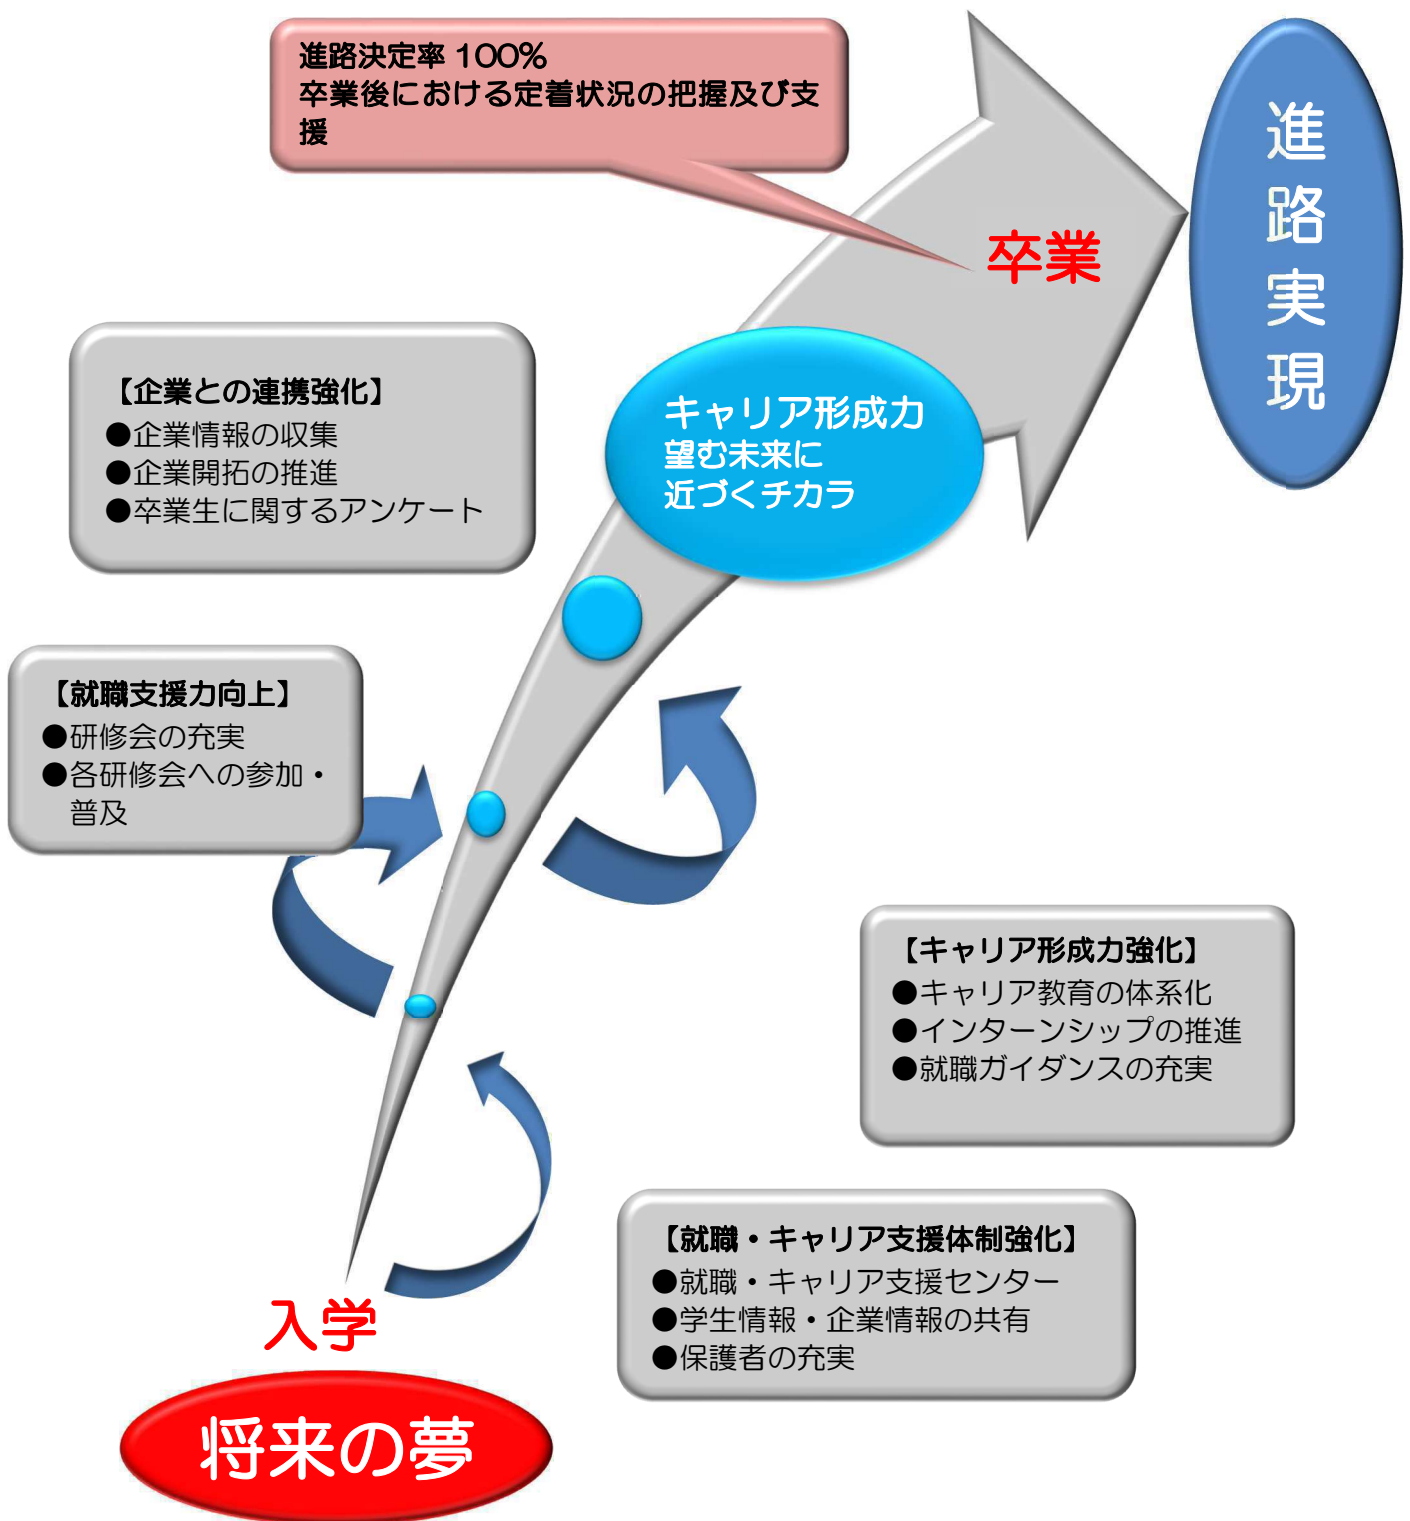 進路決定率 100%
卒業後における定着状況の把握及び支
援
進
路
実
現
卒業
【企業との連携強化】
●企業情報の収集
●企業開拓の推進
●卒業生に関するアンケート
キャリア形成力
望む未来に
近づくチカラ
【就職支援力向上】
●研修会の充実
●各研修会への参加・
普及
【キャリア形成力強化】
●キャリア教育の体系化
●インターンシップの推進
●就職ガイダンスの充実
【就職・キャリア支援体制強化】
●就職・キャリア支援センター
●学生情報・企業情報の共有
●保護者の充実
入学
将来の夢